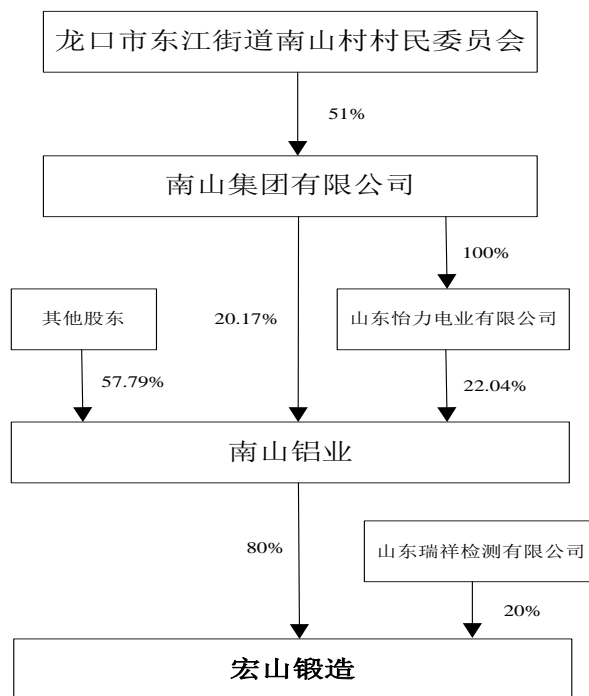 龙口市东江街道南山村村民委员会
51%
南山集团有限公司
100%
其他股东
20.17%
山东怡力电业有限公司
57.79%
22.04%
南山铝业
80%
山东瑞祥检测有限公司
20%
宏山锻造